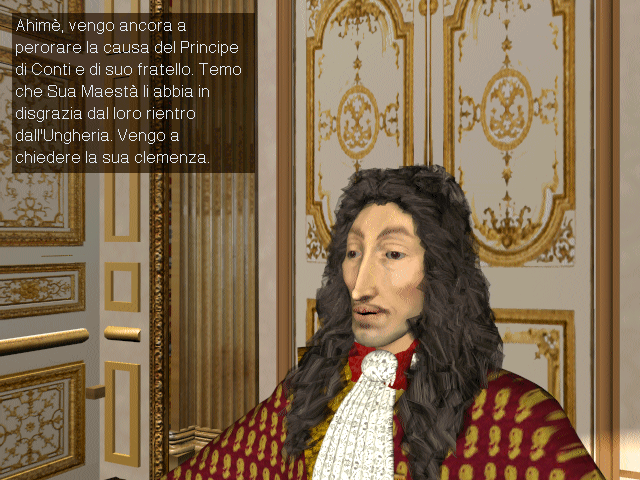 Ahimè, vengo ancora a
perorare la causa del Principe
di Conti e di suo fratello. Temo
che Sua Maestà li abbia in
disgrazia dal loro rientro
dall'Ungheria. Vengo a
chiedere la sua clemenza.